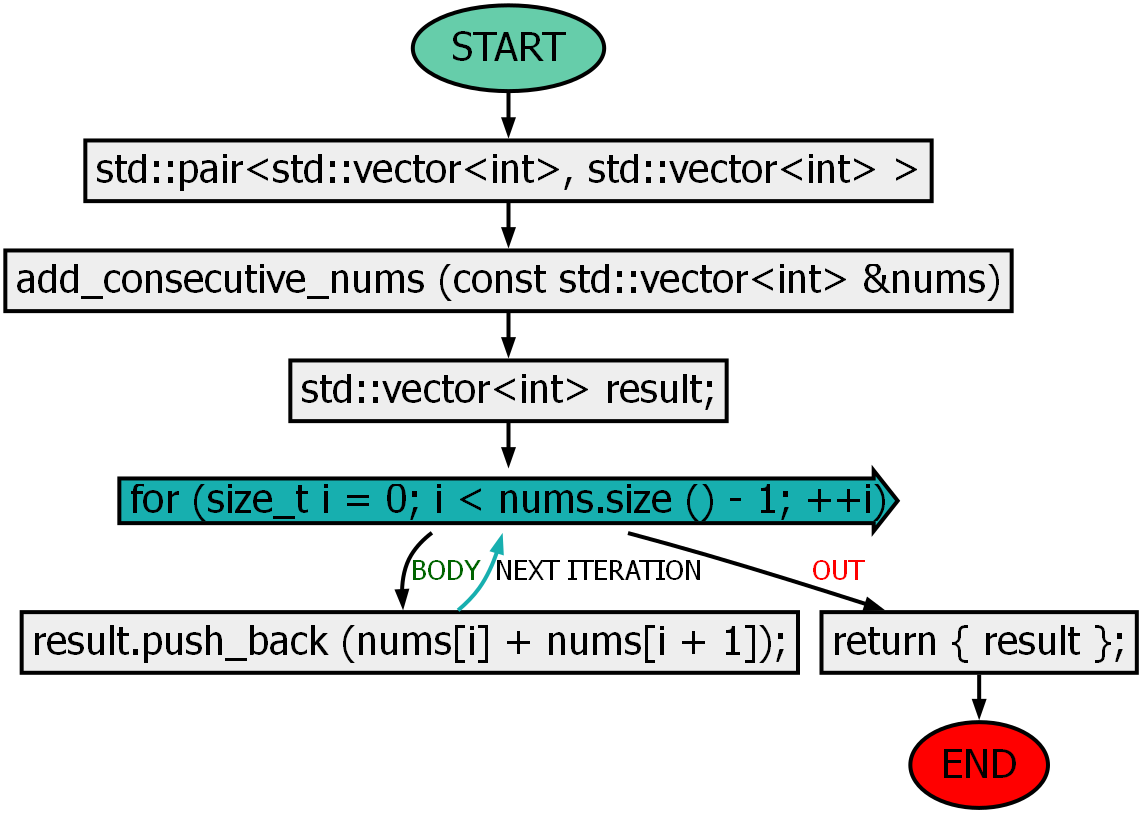 START
std::pair<std::vector<int>, std::vector<int> >
add_consecutive_nums (const std::vector<int> &nums)
std::vector<int> result;
for (size_t i = 0; i < nums.size () - 1; ++i)
BODY NEXT ITERATION OUT
result.push_back (nums[i] + nums[i + 1]); return { result };
END